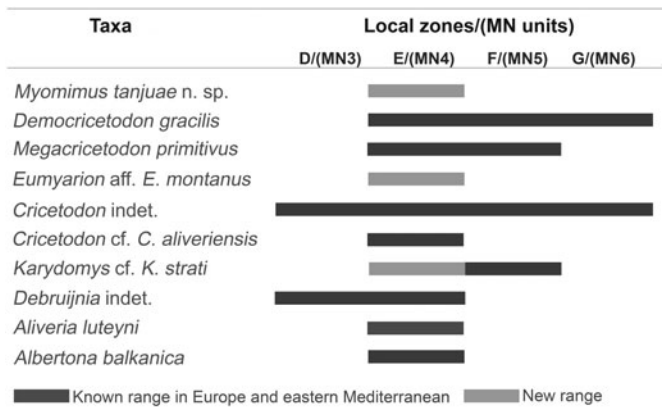 Taxa Local zones/(MN units)
D/(MN3) E/(MN4) F/(MN5) G/(MN6)
Myomimus tanjuae n. sp.
Democricetodon gracilis
Megacricetodon primitivus
Eumyarion aff. E. montanus
Cricetodon indet.
Cricetodon cf. C. aliveriensis
Karydomys cf. K. strati
Debruijnia indet.
Aliveria luteyni
Albertona balkanica
Known range in Europe and eastern Mediterranean New range